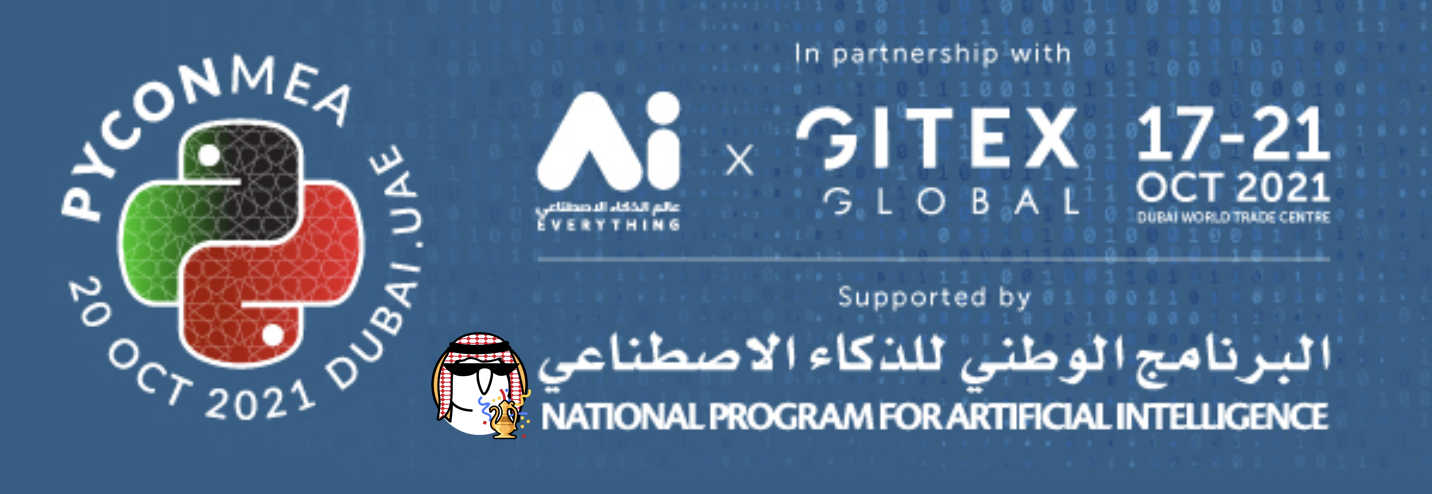 PYCONMEA
20 OCT 2021 DUBAI.UAE
In partnership with
Ai
عالم الذكاء الاصطناعي
EVERYTHING
X
GITEX
GLOBAL
17-21
OCT 2021
DUBAI WORLD TRADE CENTRE
Supported by
البرنامج الوطني للذكاء الاصطناعي
NATIONAL PROGRAM FOR ARTIFICIAL INTELLIGENCE